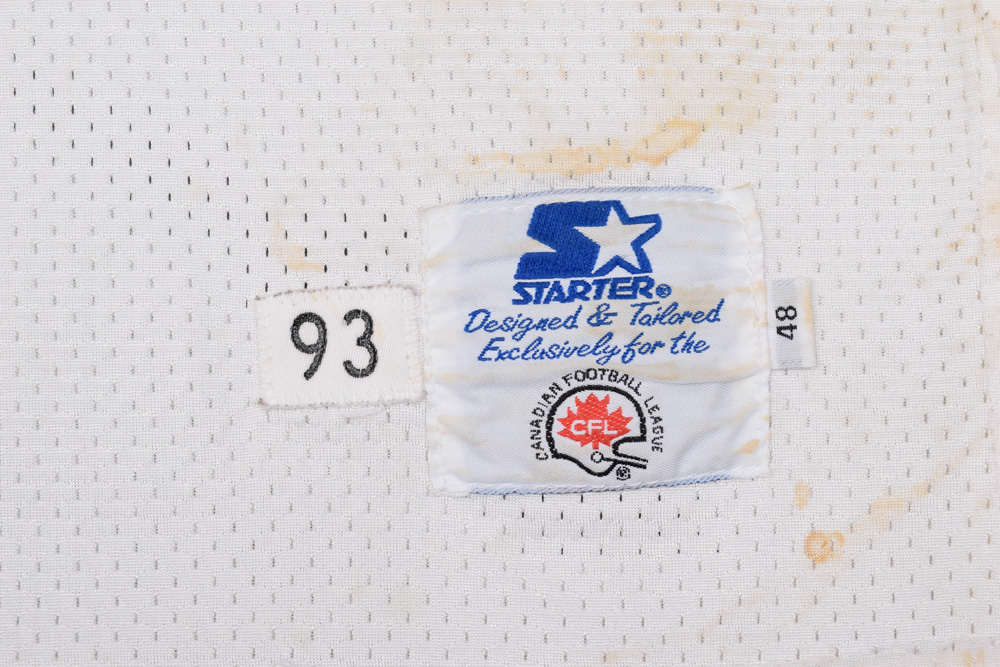 93
STARTER®
Designed & Tailored
Exclusively for the
CANADIAN FOOTBALL LEAGUE
CFL
®
48